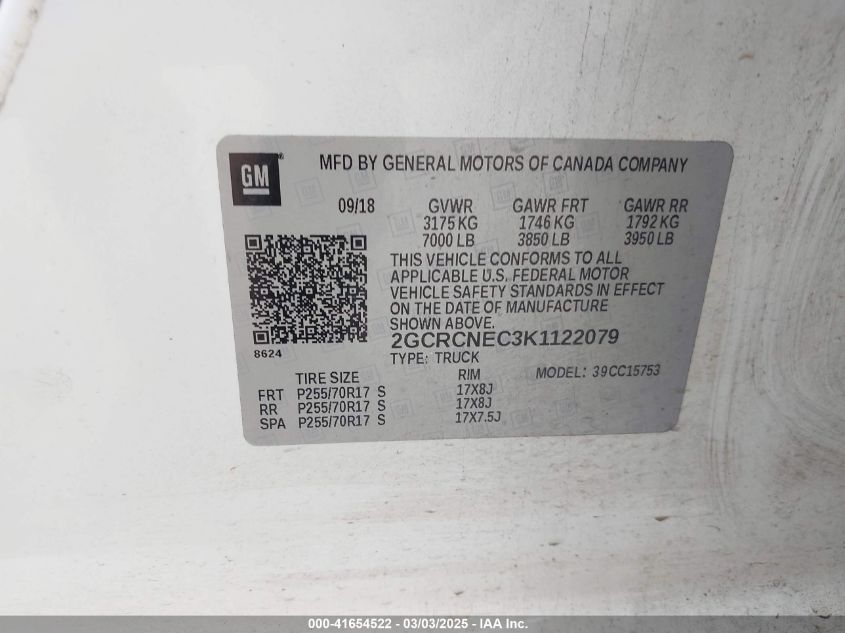 GM®
MFD BY GENERAL MOTORS OF CANADA COMPANY
09/18 GVWR GAWR FRT GAWR RR
3175 KG 1746 KG 1792 KG
7000 LB 3850 LB 3950 LB
THIS VEHICLE CONFORMS TO ALL
APPLICABLE U.S. FEDERAL MOTOR
VEHICLE SAFETY STANDARDS IN EFFECT
ON THE DATE OF MANUFACTURE
SHOWN ABOVE.
8624
2GCRCNEC3K1122079
TYPE: TRUCK
TIRE SIZE RIM MODEL: 39CC15753
FRT P255/70R17 S 17X8J
RR P255/70R17 S 17X8J
SPA P255/70R17 S 17X7.5J
000-41654522 - 03/03/2025 - IAA Inc.